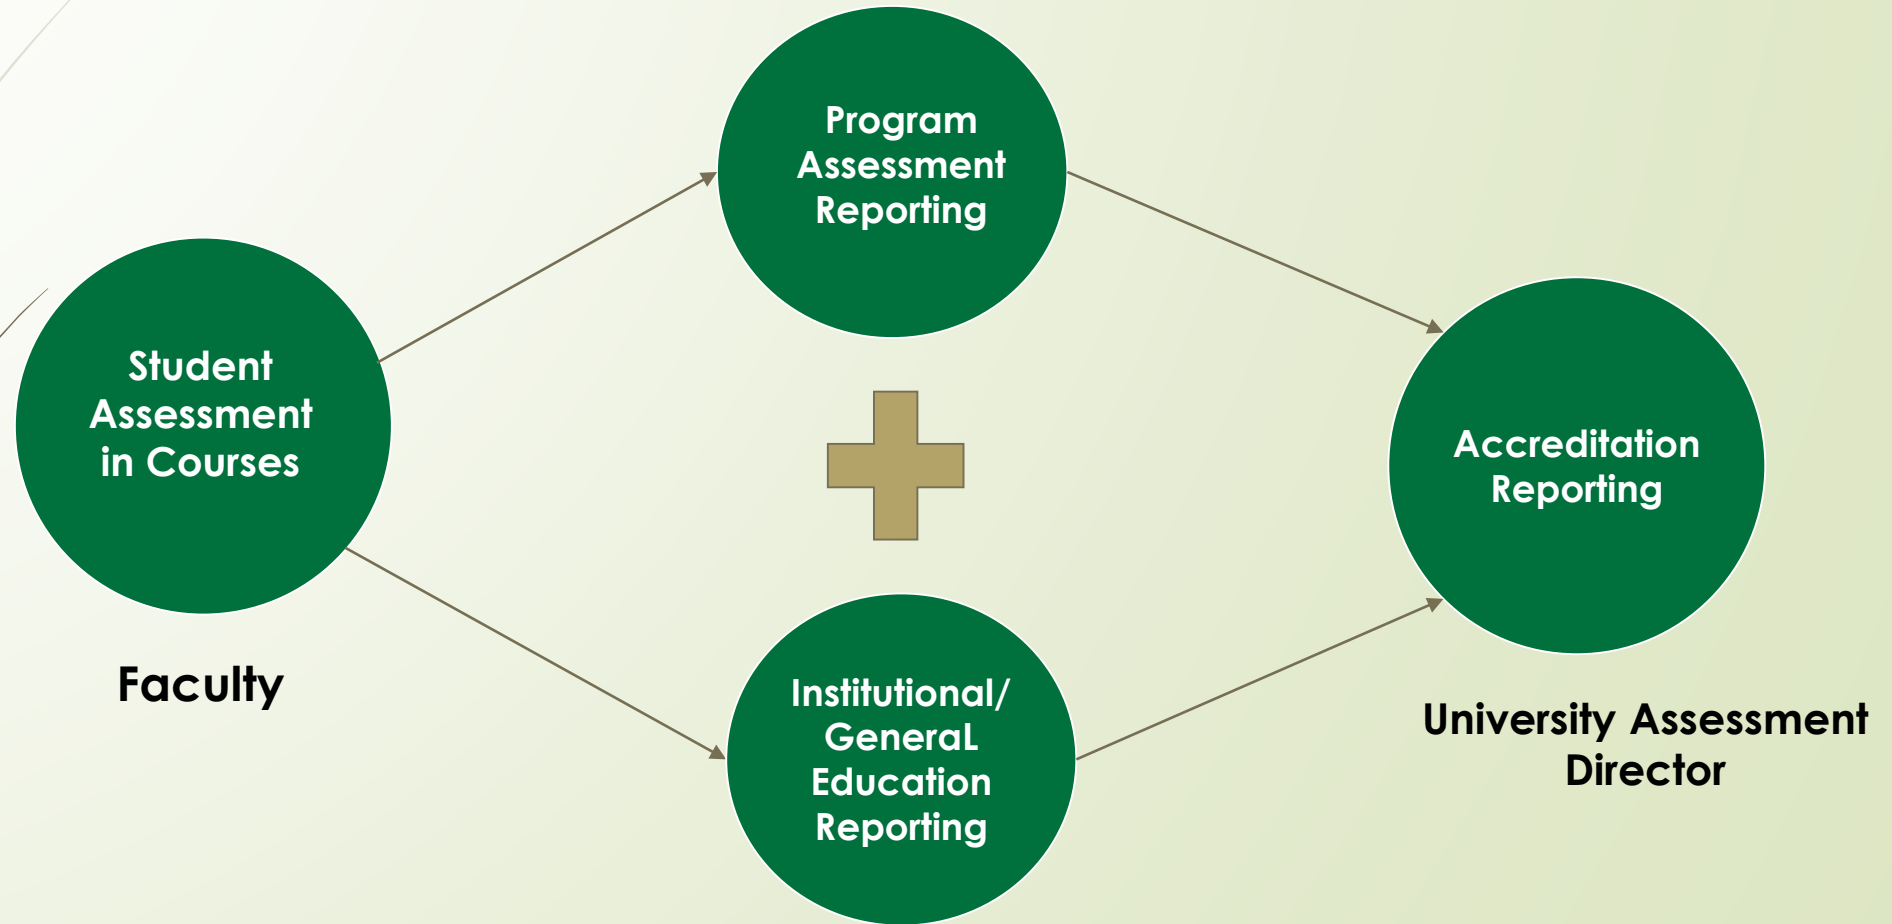 Program
Assessment
Reporting
Student
Assessment
in Courses
Faculty
Institutional/
GeneraL
Education
Reporting
Accreditation
Reporting
University Assessment
Director